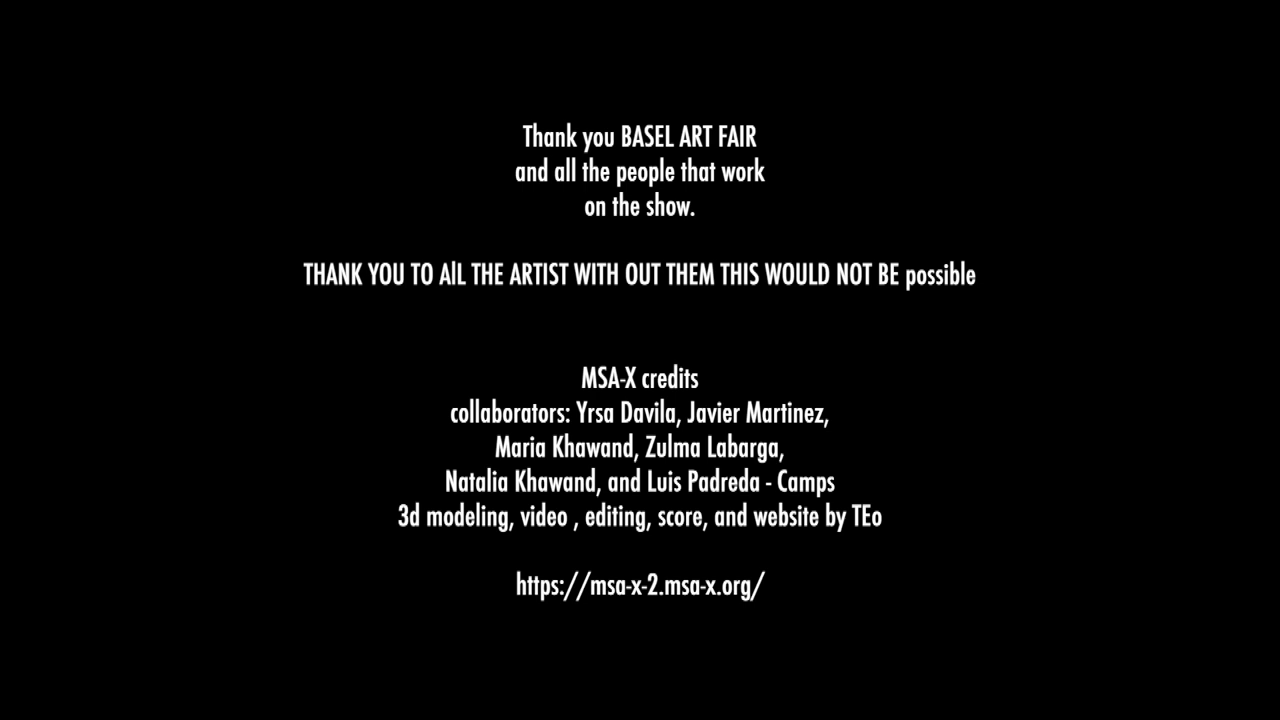 Thank you BASEL ART FAIR
and all the people that work
on the show.
THANK YOU TO AlL THE ARTIST WITH OUT THEM THIS WOULD NOT BE possible
MSA-X credits
collaborators: Yrsa Davila, Javier Martinez,
Maria Khawand, Zulma Labarga,
Natalia Khawand, and Luis Padreda - Camps
3d modeling, video , editing, score, and website by TEo
https://msa-x-2.msa-x.org/